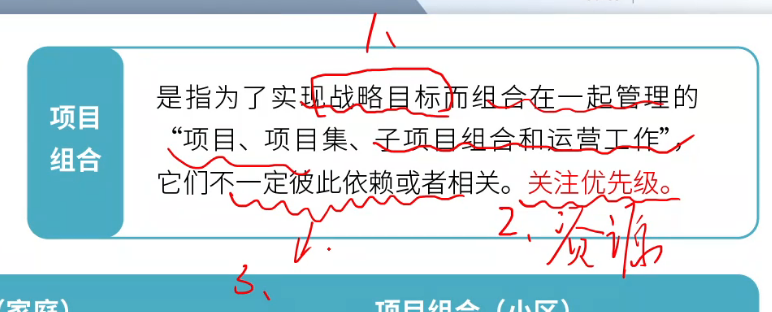 1、
项目
组合
是指为了实现战略目标而组合在一起管理的
“项目、项目集、子项目组合和运营工作”，
它们不一定彼此依赖或者相关。关注优先级。
2、资源
3、
（家庭）
项目组合（小区）